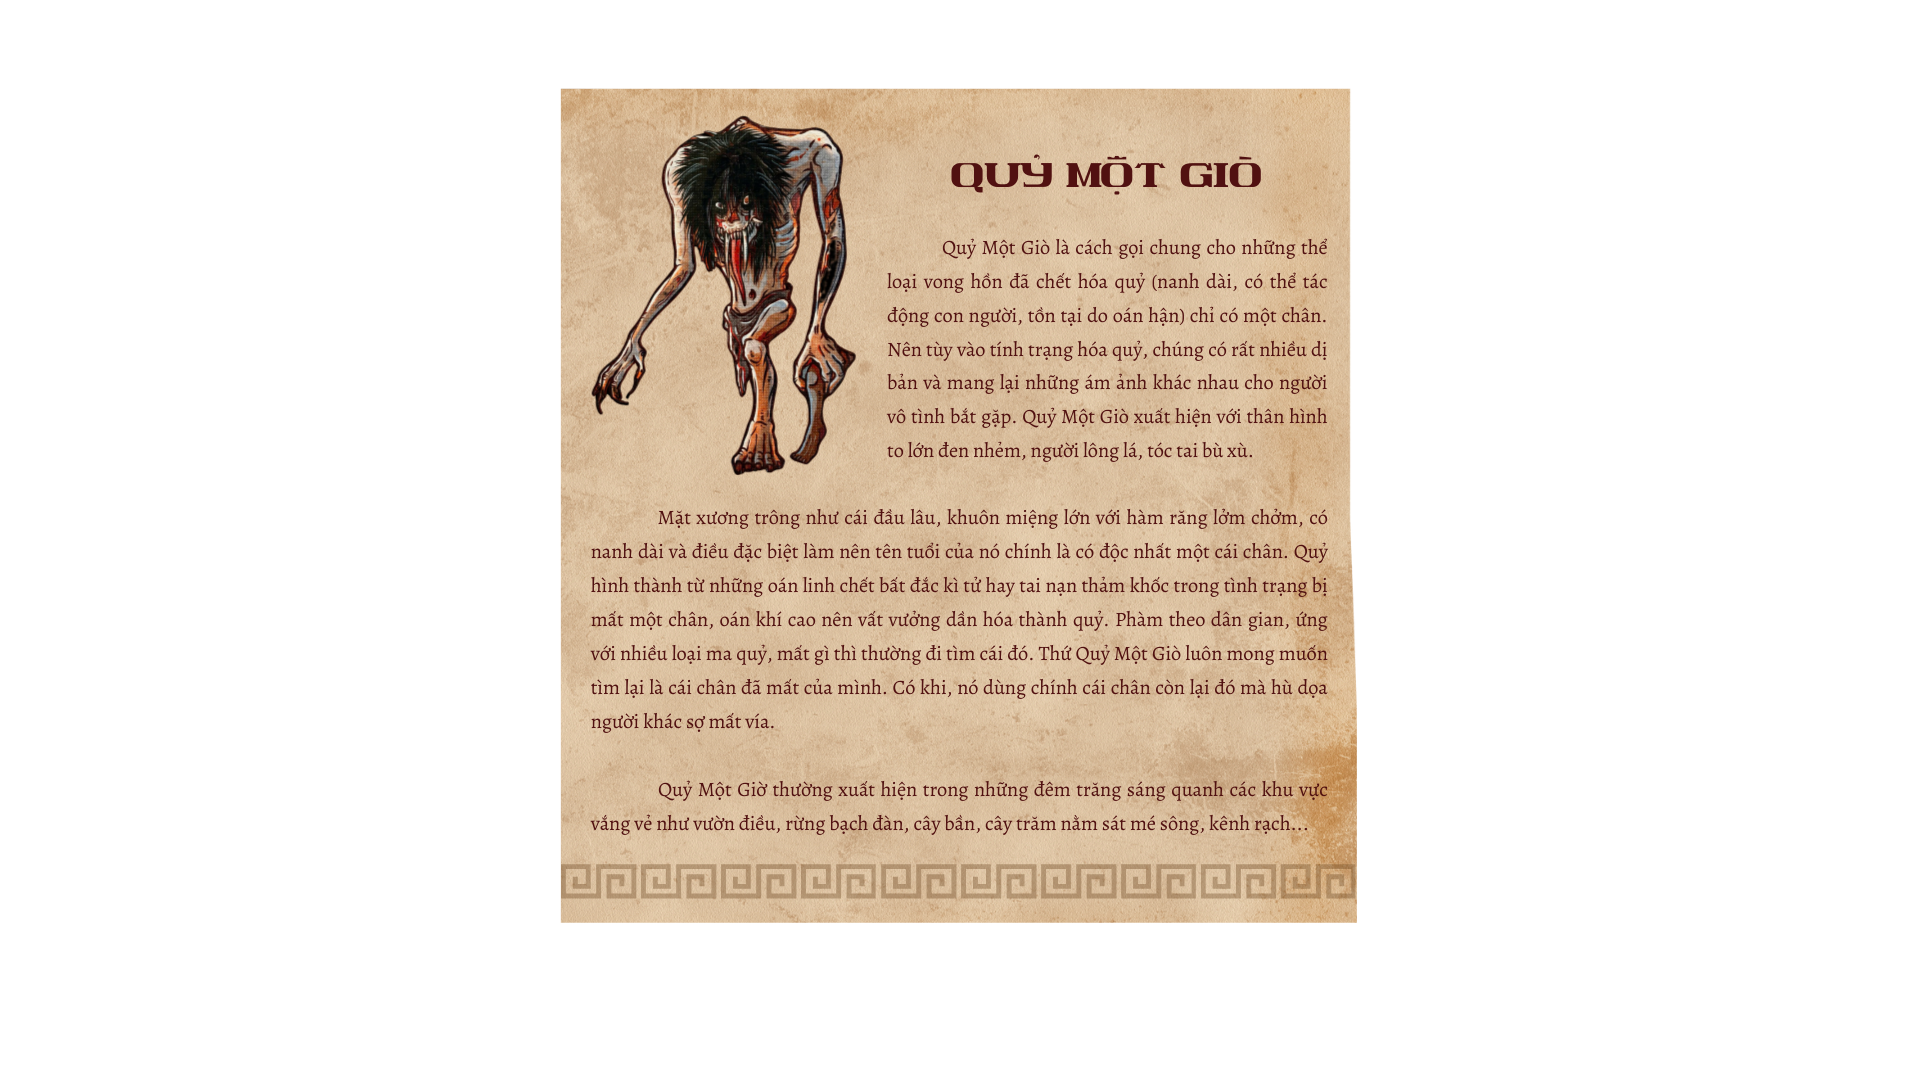 QUỶ MỘT GIÒ
Quỷ Một Giò là cách gọi chung cho những thể
loại vong hồn đã chết hóa quỷ (nanh dài, có thể tác
động con người, tồn tại do oán hận) chỉ có một chân.
Nên tùy vào tính trạng hóa quỷ, chúng có rất nhiều dị
bản và mang lại những ám ảnh khác nhau cho người
vô tình bắt gặp. Quỷ Một Giò xuất hiện với thân hình
to lớn đen nhẻm, người lông lá, tóc tai bù xù.
Mặt xương trông như cái đầu lâu, khuôn miệng lớn với hàm răng lởm chởm, có
nanh dài và điều đặc biệt làm nên tên tuổi của nó chính là có độc nhất một cái chân. Quỷ
hình thành từ những oán linh chết bất đắc kì tử hay tai nạn thảm khốc trong tình trạng bị
mất một chân, oán khí cao nên vất vưởng dần hóa thành quỷ. Phàm theo dân gian, ứng
với nhiều loại ma quỷ, mất gì thì thường đi tìm cái đó. Thứ Quỷ Một Giò luôn mong muốn
tìm lại là cái chân đã mất của mình. Có khi, nó dùng chính cái chân còn lại đó mà hù dọa
người khác sợ mất vía.
Quỷ Một Giờ thường xuất hiện trong những đêm trăng sáng quanh các khu vực
vắng vẻ như vườn điều, rừng bạch đàn, cây bần, cây trăm nằm sát mé sông, kênh rạch...